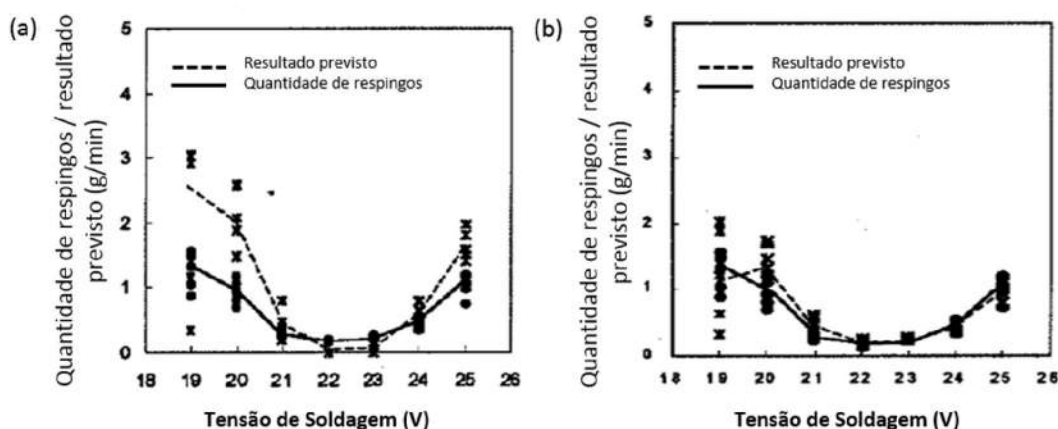 (a)
Quantidade de respingos / resultado
previsto (g/min)
5
4
3
2
1
0
Resultado previsto
Quantidade de respingos
18 19 20 21 22 23 24 25 26
Tensão de Soldagem (V)
(b)
Quantidade de respingos / resultado
previsto (g/min)
5
4
3
2
1
0
Resultado previsto
Quantidade de respingos
18 19 20 21 22 23 24 25 26
Tensão de Soldagem (V)